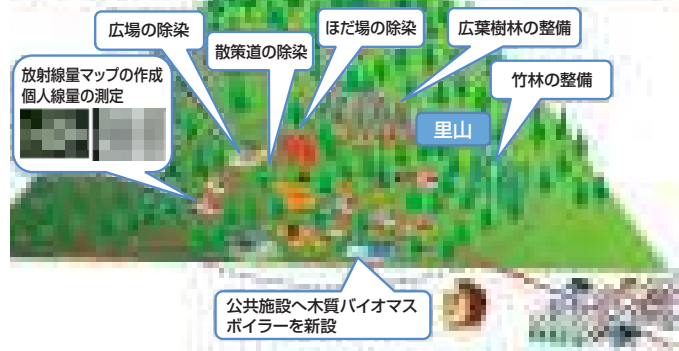 広場の除染
散策道の除染
ほだ場の除染
広葉樹林の整備
竹林の整備
放射線量マップの作成
個人線量の測定
里山
公共施設へ木質バイオマス
ボイラーを新設